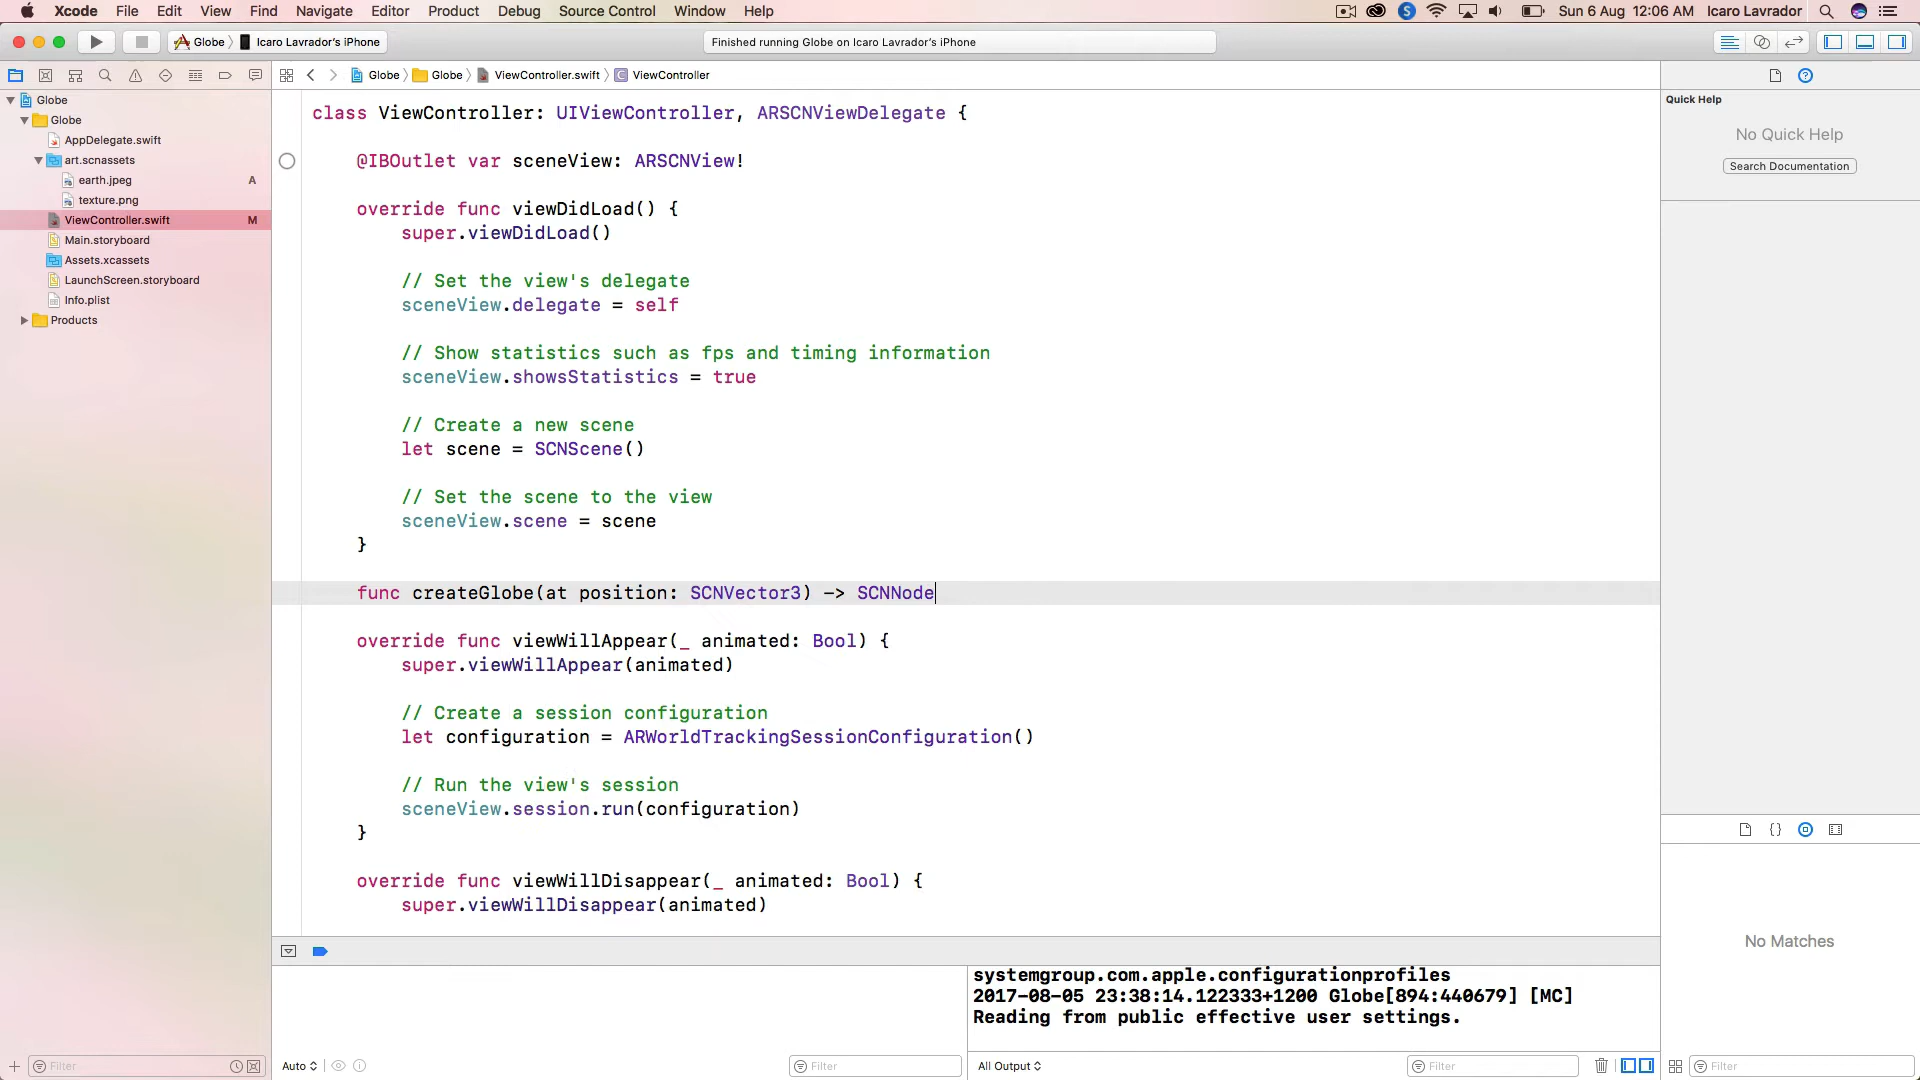 Xcode File Edit View Find Navigate Editor Product Debug Source Control Window Help
Sun 6 Aug 12:06 AM Icaro Lavrador
Globe Icaro Lavrador's iPhone
Finished running Globe on Icaro Lavrador's iPhone
Globe Globe ViewController.swift C ViewController
Globe
Globe
AppDelegate.swift
art.scnassets
earth.jpeg A
texture.png
ViewController.swift M
Main.storyboard
Assets.xcassets
LaunchScreen.storyboard
Info.plist
Products
Filter
class ViewController: UIViewController, ARSCNViewDelegate {
@IBOutlet var sceneView: ARSCNView!
override func viewDidLoad() {
super.viewDidLoad()
// Set the view's delegate
sceneView.delegate = self
// Show statistics such as fps and timing information
sceneView.showsStatistics = true
// Create a new scene
let scene = SCNScene()
// Set the scene to the view
sceneView.scene = scene
}
func createGlobe(at position: SCNVector3) -> SCNNode
override func viewWillAppear(_ animated: Bool) {
super.viewWillAppear(animated)
// Create a session configuration
let configuration = ARWorldTrackingSessionConfiguration()
// Run the view's session
sceneView.session.run(configuration)
}
override func viewWillDisappear(_ animated: Bool) {
super.viewWillDisappear(animated)
Auto
Filter
systemgroup.com.apple.configurationprofiles
2017-08-05 23:38:14.122333+1200 Globe[894:440679] [MC]
Reading from public effective user settings.
All Output
Filter
Quick Help
No Quick Help
Search Documentation
No Matches
Filter